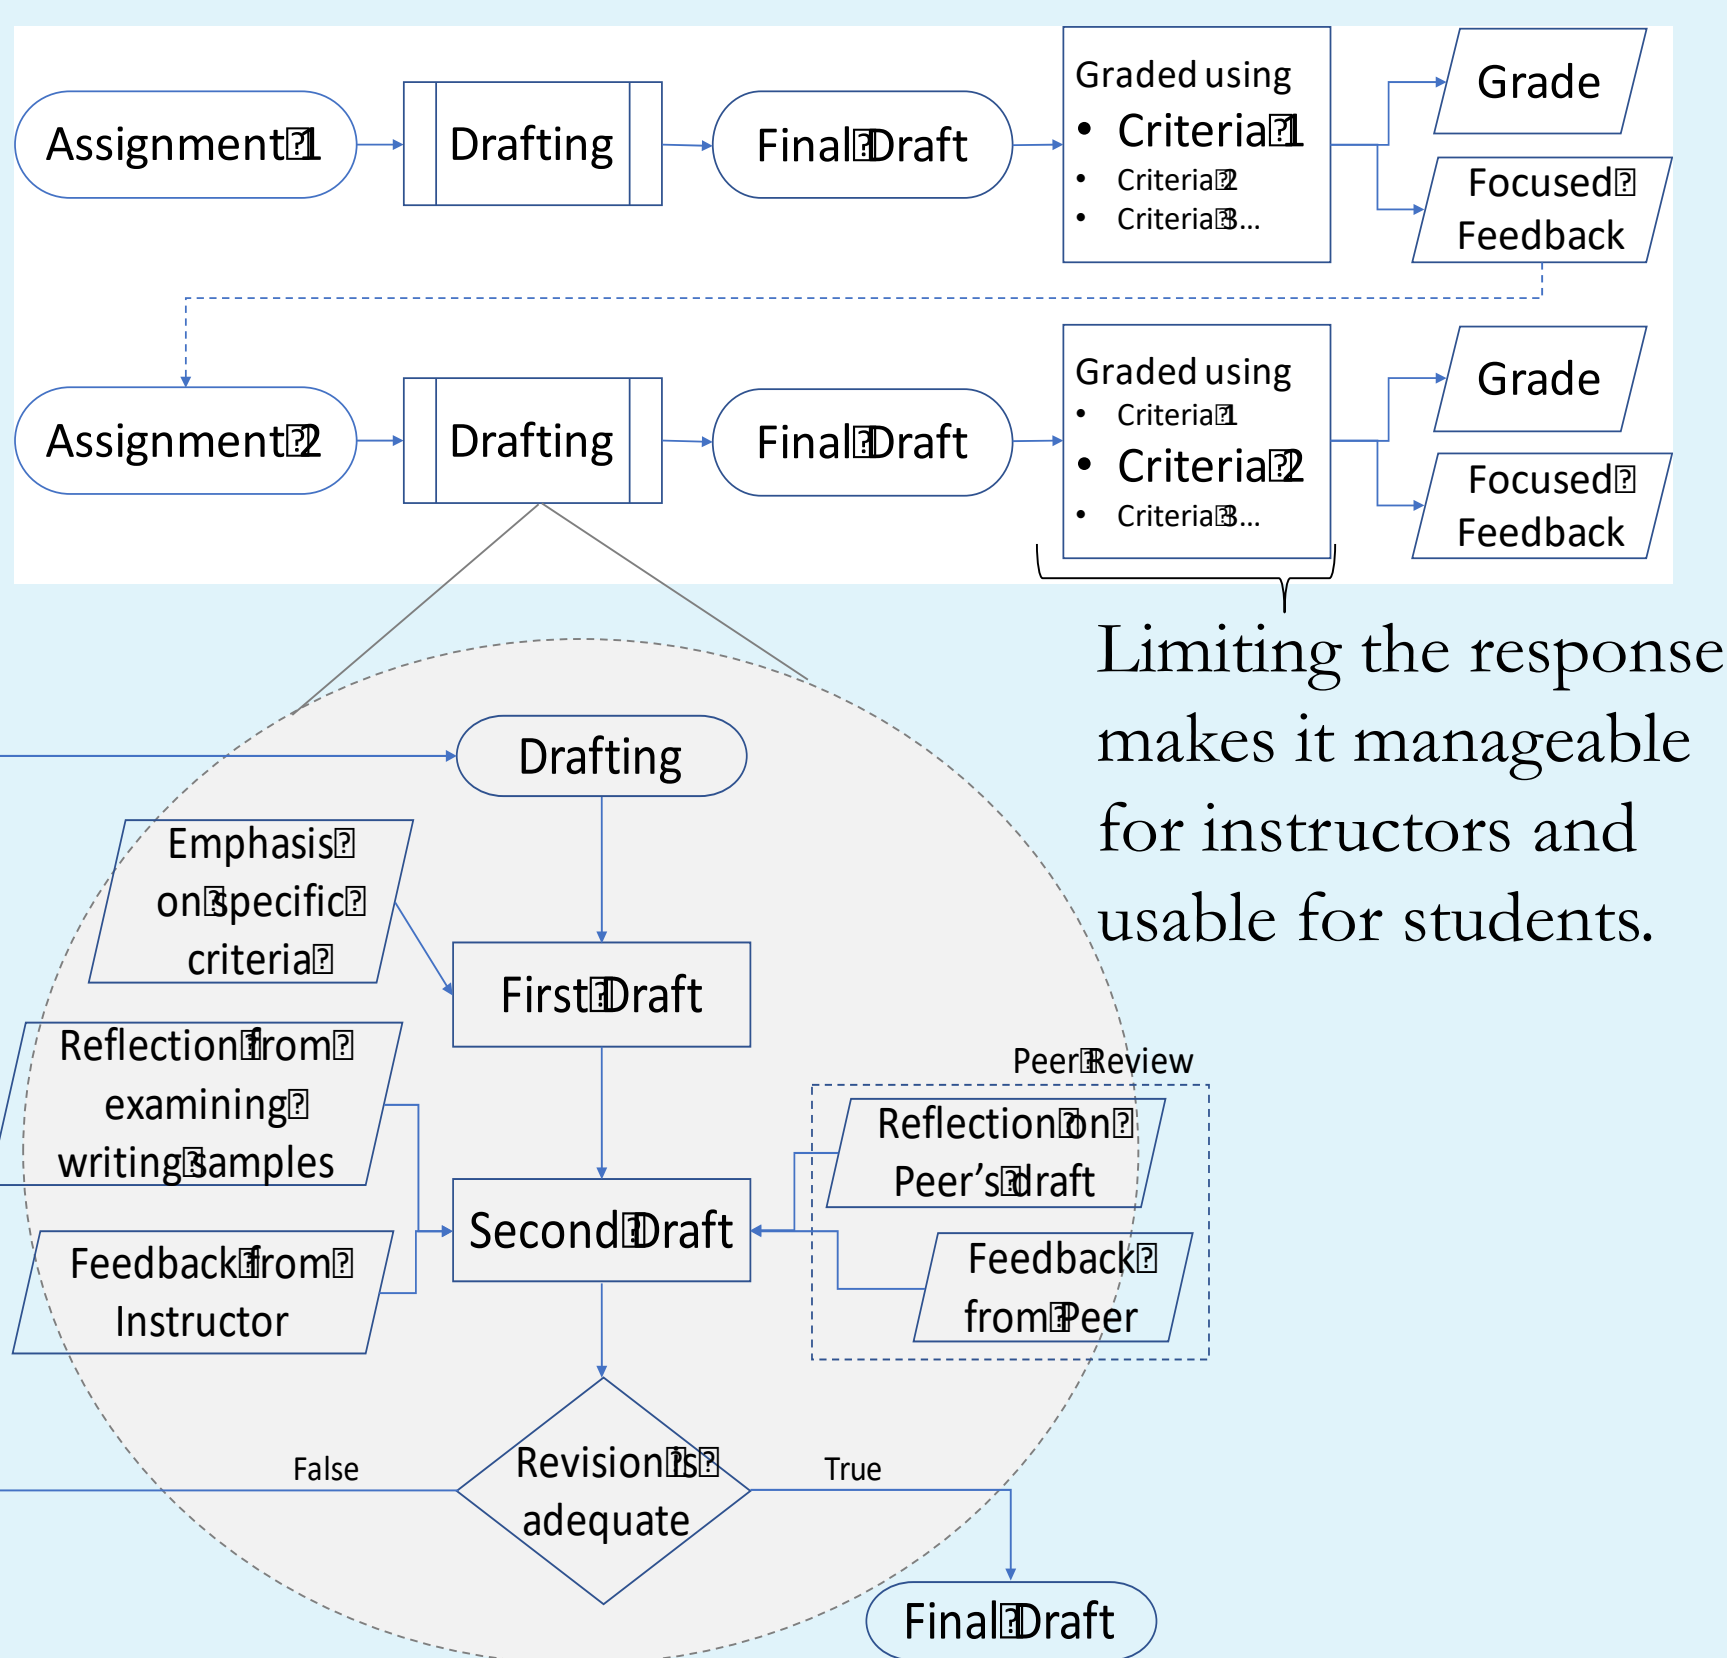 Assignment 1
Drafting
Final Draft
Graded using
• Criteria 1
• Criteria 2
• Criteria 3...
Grade
Focused
Feedback
Assignment 2
Drafting
Final Draft
Graded using
• Criteria 1
• Criteria 2
• Criteria 3...
Grade
Focused
Feedback
Limiting the response
makes it manageable
for instructors and
usable for students.
Drafting
Emphasis
on specific
criteria
First Draft
Reflection from
examining
writing samples
Peer Review
Reflection on
Peer's draft
Second Draft
Feedback from
Instructor
Feedback
from Peer
Revision is
adequate
False
True
Final Draft